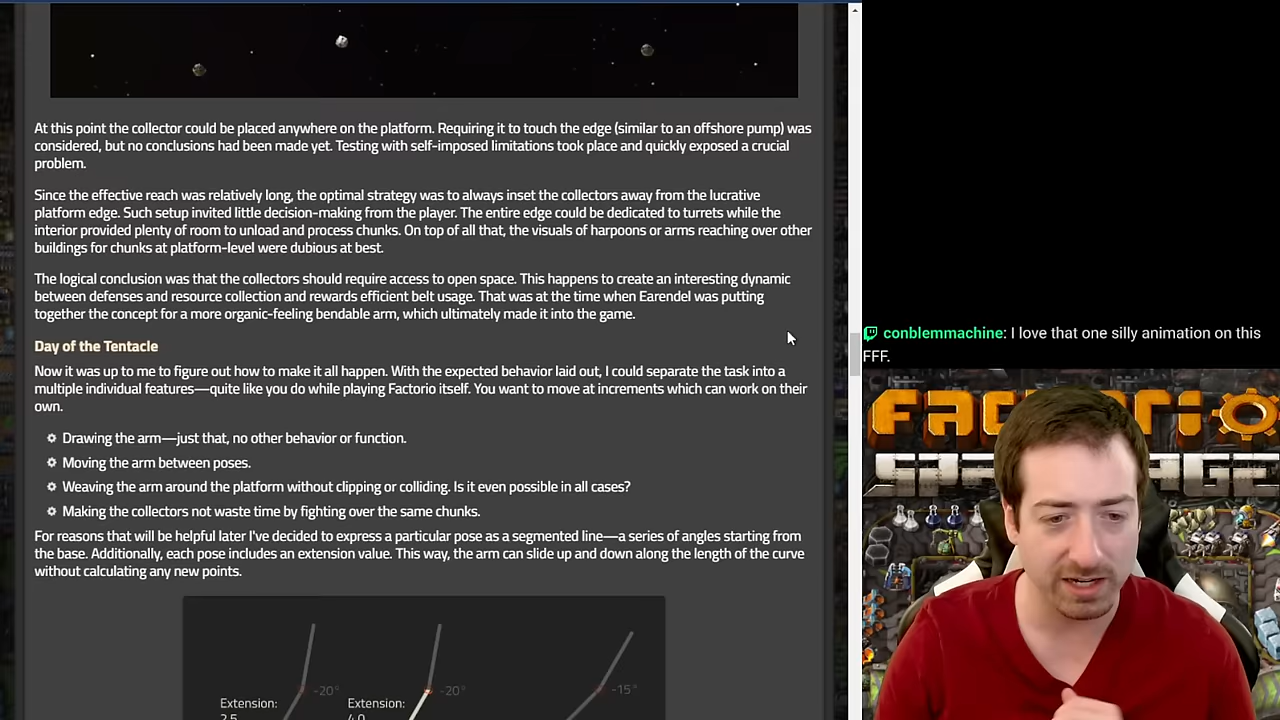 At this point the collector could be placed anywhere on the platform. Requiring it to touch the edge (similar to an offshore pump) was
considered, but no conclusions had been made yet. Testing with self-imposed limitations took place and quickly exposed a crucial
problem.
Since the effective reach was relatively long, the optimal strategy was to always inset the collectors away from the lucrative
platform edge. Such setup invited little decision-making from the player. The entire edge could be dedicated to turrets while the
interior provided plenty of room to unload and process chunks. On top of all that, the visuals of harpoons or arms reaching over other
buildings for chunks at platform-level were dubious at best.
The logical conclusion was that the collectors should require access to open space. This happens to create an interesting dynamic
between defenses and resource collection and rewards efficient belt usage. That was at the time when Earendel was putting
together the concept for a more organic-feeling bendable arm, which ultimately made it into the game.
Day of the Tentacle
Now it was up to me to figure out how to make it all happen. With the expected behavior laid out, I could separate the task into a
multiple individual features—quite like you do while playing Factorio itself. You want to move at increments which can work on their
own.
Drawing the arm—just that, no other behavior or function.
Moving the arm between poses.
Weaving the arm around the platform without clipping or colliding. Is it even possible in all cases?
Making the collectors not waste time by fighting over the same chunks.
For reasons that will be helpful later I've decided to express a particular pose as a segmented line—a series of angles starting from
the base. Additionally, each pose includes an extension value. This way, the arm can slide up and down along the length of the curve
without calculating any new points.
-20° -20° -15°
Extension: Extension:
2.5 4.0
conblemmachine: I love that one silly animation on this
FFF.
FACTORIO